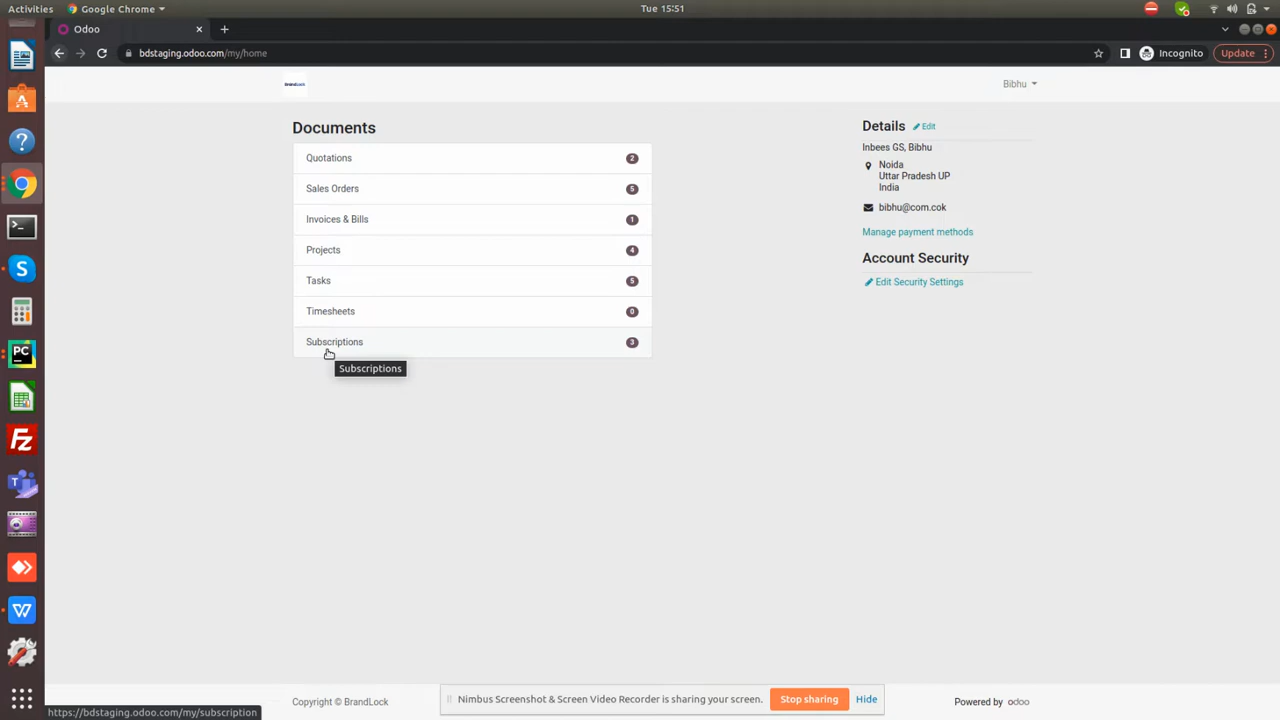 Activities
Google Chrome
Tue 15:51
Odoo
bdstaging.odoo.com/my/home
Incognito
Update
BrandLock
Bibhu
Documents
Quotations 2
Sales Orders 5
Invoices & Bills 1
Projects 4
Tasks 5
Timesheets 0
Subscriptions 3
Subscriptions
Details Edit
Inbees GS, Bibhu
Noida
Uttar Pradesh UP
India
bibhu@com.cok
Manage payment methods
Account Security
Edit Security Settings
Copyright © BrandLock
Nimbus Screenshot & Screen Video Recorder is sharing your screen.
Stop sharing
Hide
Powered by odoo
https://bdstaging.odoo.com/my/subscription